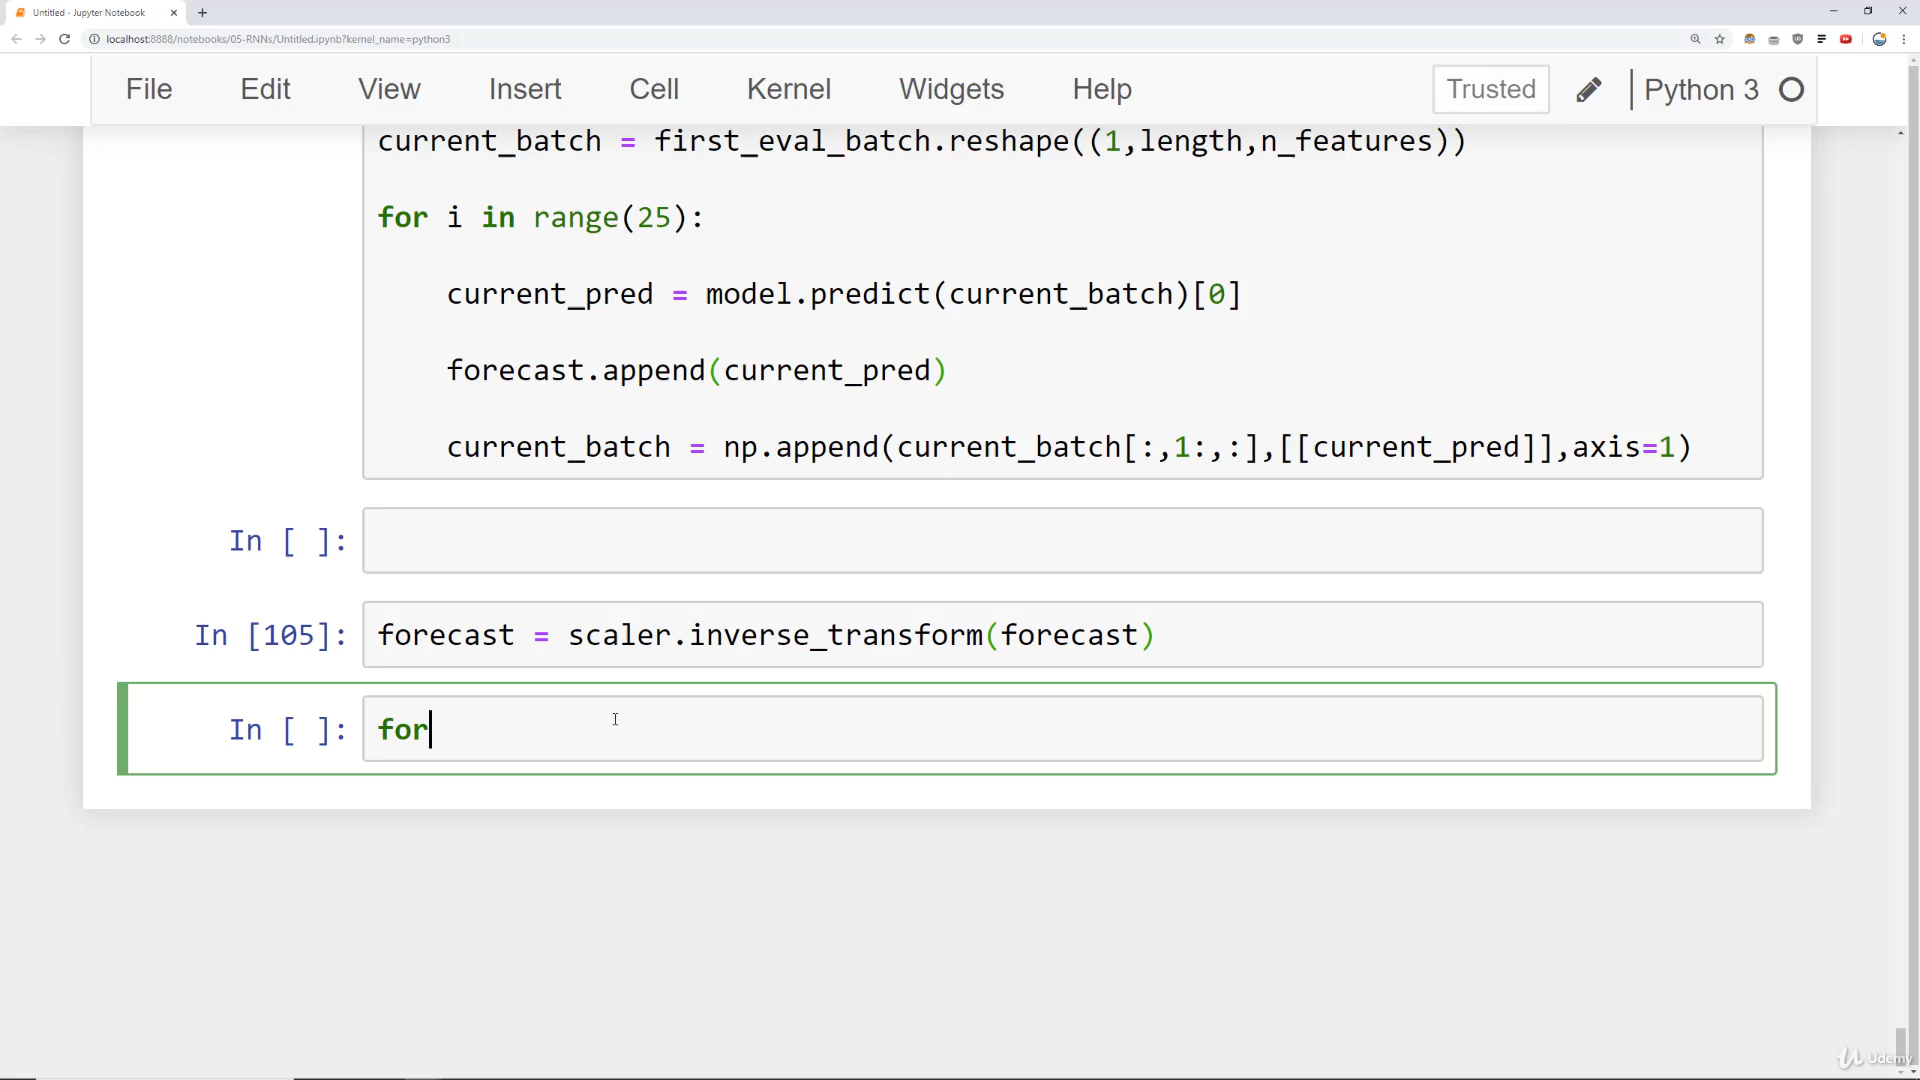 Untitled - Jupyter Notebook
localhost:8888/notebooks/05-RNNs/Untitled.ipynb?kernel_name=python3
File Edit View Insert Cell Kernel Widgets Help Trusted Python 3
current_batch = first_eval_batch.reshape((1,length,n_features))
for i in range(25):
current_pred = model.predict(current_batch)[0]
forecast.append(current_pred)
current_batch = np.append(current_batch[:,1:,:],[[current_pred]],axis=1)
In [ ]:
In [105]: forecast = scaler.inverse_transform(forecast)
In [ ]: for
Udemy